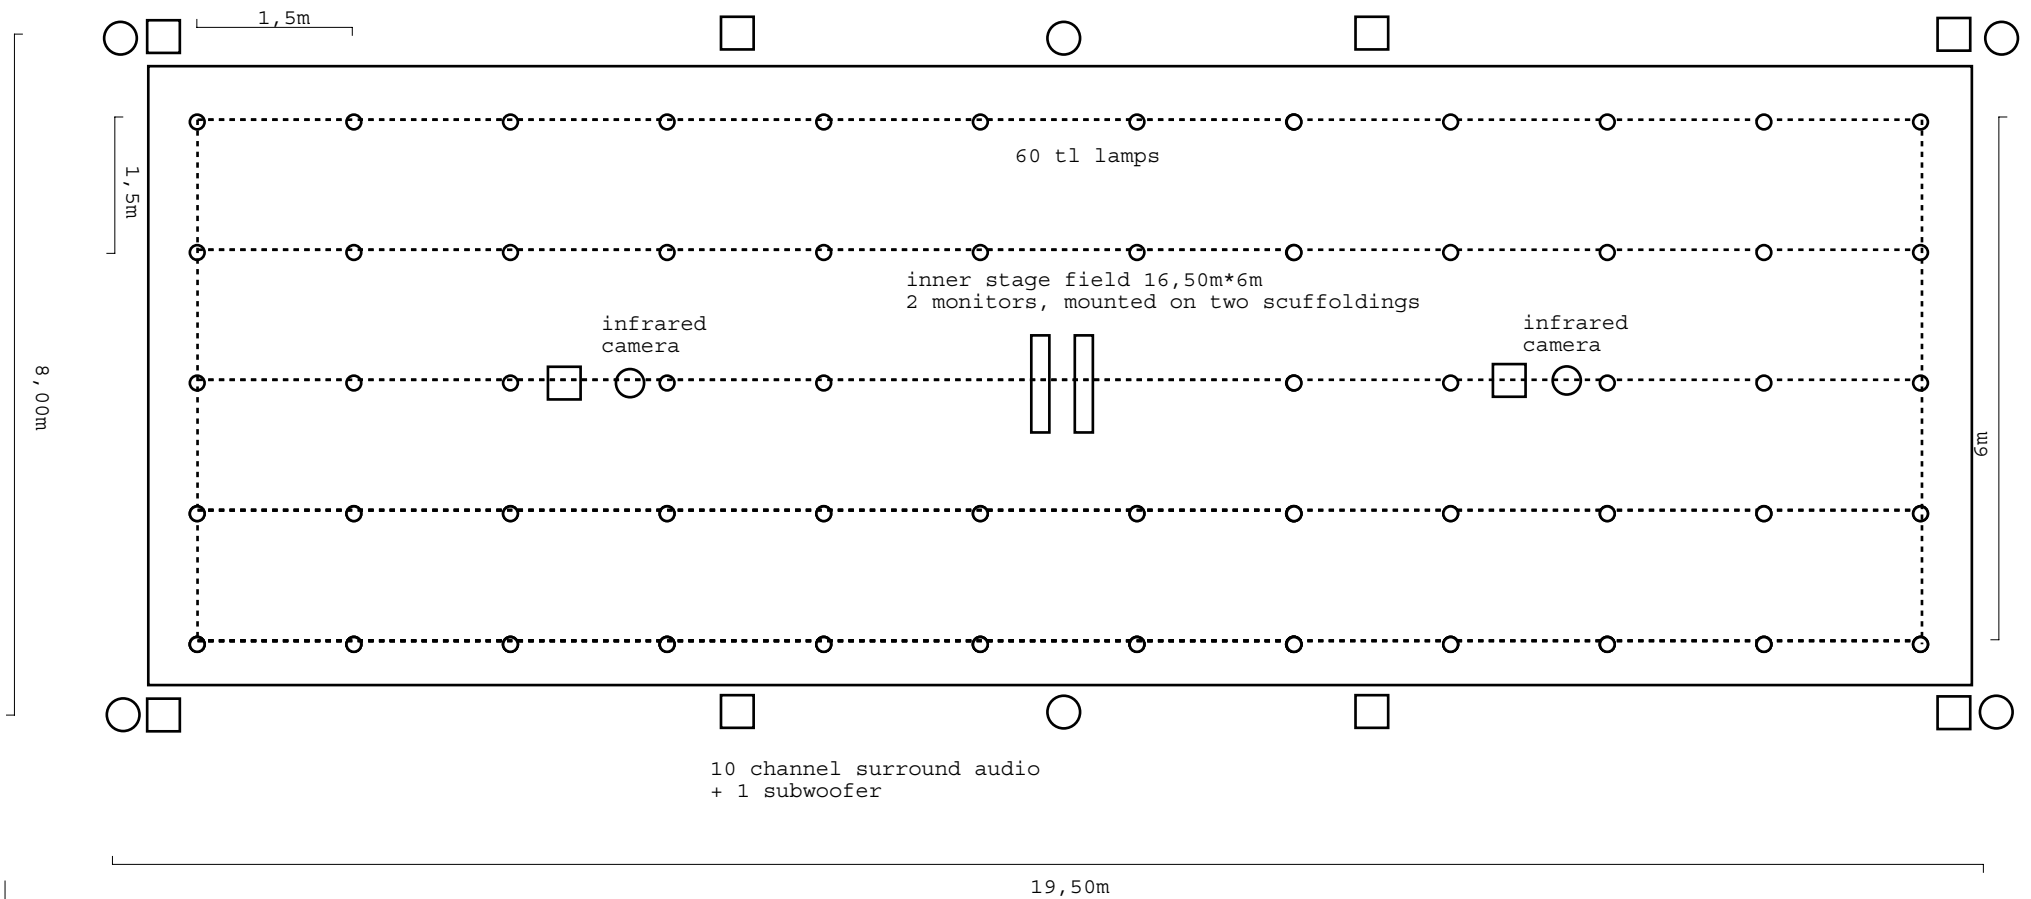 1,5m
60 tl lamps
1,5m
inner stage field 16,50m*6m
2 monitors, mounted on two scuffoldings
infrared
camera
infrared
camera
8,00m
6m
10 channel surround audio
+ 1 subwoofer
19,50m